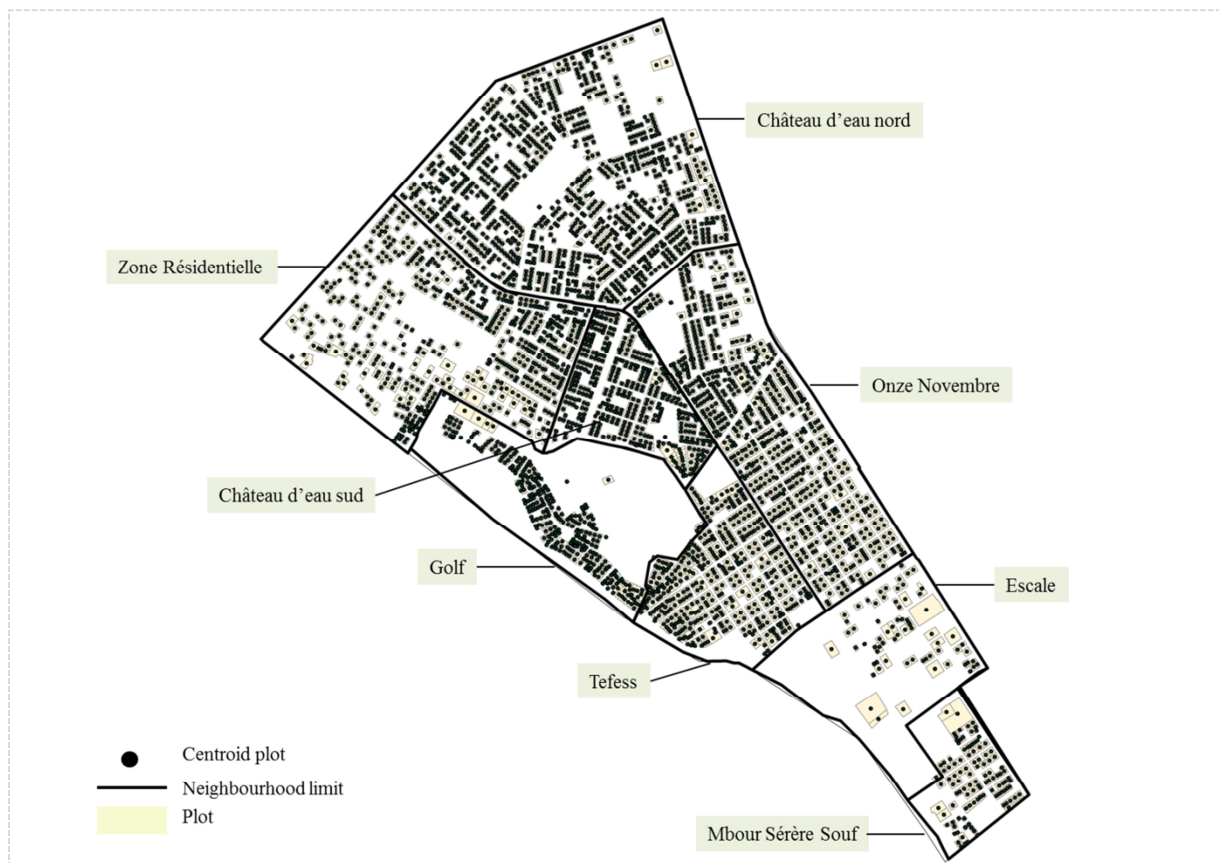 Château d'eau nord
Zone Résidentielle
Onze Novembre
Château d'eau sud
Golf
Escale
Tefess
Centroid plot
Neighbourhood limit
Plot
Mbour Sérère Souf